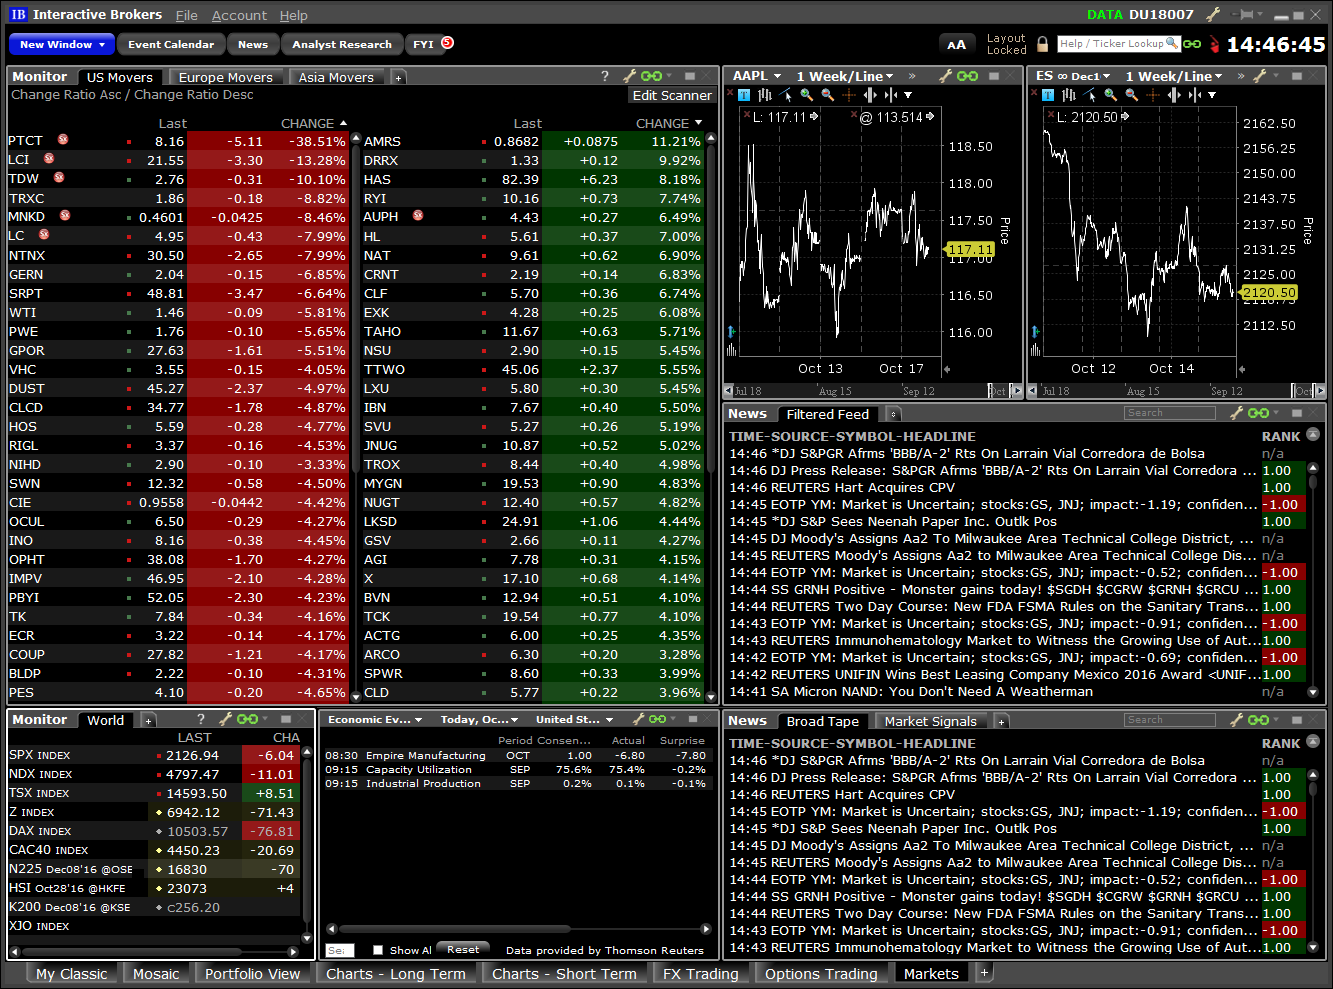 IB Interactive Brokers File Account Help DATA DU18007
New Window Event Calendar News Analyst Research FYI 5 AA Layout Locked Help / Ticker Lookup 14:46:45
Monitor US Movers Europe Movers Asia Movers + ?
Change Ratio Asc / Change Ratio Desc Edit Scanner
Last CHANGE Last CHANGE
PTCT 8.16 -5.11 -38.51% AMRS 0.8682 +0.0875 11.21%
LCI 21.55 -3.30 -13.28% DRRX 1.33 +0.12 9.92%
TDW 2.76 -0.31 -10.10% HAS 82.39 +6.23 8.18%
TRXC 1.86 -0.18 -8.82% RYI 10.16 +0.73 7.74%
MNKD 0.4601 -0.0425 -8.46% AUPH 4.43 +0.27 6.49%
LC 4.95 -0.43 -7.99% HL 5.61 +0.37 7.00%
NTNX 30.50 -2.65 -7.99% NAT 9.61 +0.62 6.90%
GERN 2.04 -0.15 -6.85% CRNT 2.19 +0.14 6.83%
SRPT 48.81 -3.47 -6.64% CLF 5.70 +0.36 6.74%
WTI 1.46 -0.09 -5.81% EXK 4.28 +0.25 6.08%
PWE 1.76 -0.10 -5.65% TAHO 11.67 +0.63 5.71%
GPOR 27.63 -1.61 -5.51% NSU 2.90 +0.15 5.45%
VHC 3.55 -0.15 -4.05% TTWO 45.06 +2.37 5.55%
DUST 45.27 -2.37 -4.97% LXU 5.80 +0.30 5.45%
CLCD 34.77 -1.78 -4.87% IBN 7.67 +0.40 5.50%
HOS 5.59 -0.28 -4.77% SVU 5.27 +0.26 5.19%
RIGL 3.37 -0.16 -4.53% JNUG 10.87 +0.52 5.02%
NIHD 2.90 -0.10 -3.33% TROX 8.44 +0.40 4.98%
SWN 12.32 -0.58 -4.50% MYGN 19.53 +0.90 4.83%
CIE 0.9558 -0.0442 -4.42% NUGT 12.40 +0.57 4.82%
OCUL 6.50 -0.29 -4.27% LKSD 24.91 +1.06 4.44%
INO 8.16 -0.38 -4.45% GSV 2.66 +0.11 4.27%
OPHT 38.08 -1.70 -4.27% AGI 7.78 +0.31 4.15%
IMPV 46.95 -2.10 -4.28% X 17.10 +0.68 4.14%
PBYI 52.05 -2.30 -4.23% BVN 12.94 +0.51 4.10%
TK 7.84 -0.34 -4.16% TCK 19.54 +0.77 4.10%
ECR 3.22 -0.14 -4.17% ACTG 6.00 +0.25 4.35%
COUP 27.82 -1.21 -4.17% ARCO 6.30 +0.20 3.28%
BLDP 2.22 -0.10 -4.31% SPWR 8.60 +0.33 3.99%
PES 4.10 -0.20 -4.65% CLD 5.77 +0.22 3.96%
AAPL 1 Week/Line »
L: 117.11 @ 113.514
118.50
118.00
117.50
117.11
117.00
116.50
116.00
Price
Oct 13 Oct 17
Jul 18 Aug 15 Sep 12 Oct
ES ∞ Dec1 1 Week/Line »
L: 2120.50
2162.50
2156.25
2150.00
2143.75
2137.50
2131.25
2125.00
2120.50
2118.75
2112.50
Price
Oct 12 Oct 14
Jul 18 Aug 15 Sep 12 Oct
News Filtered Feed Search
TIME-SOURCE-SYMBOL-HEADLINE RANK
14:46 *DJ S&PGR Afrms 'BBB/A-2' Rts On Larrain Vial Corredora de Bolsa n/a
14:46 DJ Press Release: S&PGR Afrms 'BBB/A-2' Rts On Larrain Vial Corredora ... 1.00
14:46 REUTERS Hart Acquires CPV 1.00
14:45 EOTP YM: Market is Uncertain; stocks:GS, JNJ; impact:-1.19; confiden... -1.00
14:45 *DJ S&P Sees Neenah Paper Inc. Outlk Pos 1.00
14:45 DJ Moody's Assigns Aa2 To Milwaukee Area Technical College District, ... n/a
14:45 REUTERS Moody's Assigns Aa2 to Milwaukee Area Technical College Dis... n/a
14:44 EOTP YM: Market is Uncertain; stocks:GS, JNJ; impact:-0.52; confiden... -1.00
14:44 SS GRNH Positive - Monster gains today! $SGDH $CGRW $GRNH $GRCU ... 1.00
14:44 REUTERS Two Day Course: New FDA FSMA Rules on the Sanitary Trans... 1.00
14:43 EOTP YM: Market is Uncertain; stocks:GS, JNJ; impact:-0.91; confiden... -1.00
14:43 REUTERS Immunohematology Market to Witness the Growing Use of Aut... 1.00
14:42 EOTP YM: Market is Uncertain; stocks:GS, JNJ; impact:-0.69; confiden... -1.00
14:42 REUTERS UNIFIN Wins Best Leasing Company Mexico 2016 Award <UNIF... 1.00
14:41 SA Micron NAND: You Don't Need A Weatherman n/a
Monitor World + ?
LAST CHA
SPX INDEX 2126.94 -6.04
NDX INDEX 4797.47 -11.01
TSX INDEX 14593.50 +8.51
Z INDEX 6942.12 -71.43
DAX INDEX 10503.57 -76.81
CAC40 INDEX 4450.23 -20.69
N225 Dec08'16 @OSE 16830 -70
HSI Oct28'16 @HKFE 23073 +4
K200 Dec08'16 @KSE c256.20
XJO INDEX
Economic Ev... Today, Oc... United St...
Period Consen... Actual Surprise
08:30 Empire Manufacturing OCT 1.00 -6.80 -7.80
09:15 Capacity Utilization SEP 75.6% 75.4% -0.2%
09:15 Industrial Production SEP 0.2% 0.1% -0.1%
Show Al Reset Data provided by Thomson Reuters
News Broad Tape Market Signals + Search
TIME-SOURCE-SYMBOL-HEADLINE RANK
14:46 *DJ S&PGR Afrms 'BBB/A-2' Rts On Larrain Vial Corredora de Bolsa n/a
14:46 DJ Press Release: S&PGR Afrms 'BBB/A-2' Rts On Larrain Vial Corredora ... 1.00
14:46 REUTERS Hart Acquires CPV 1.00
14:45 EOTP YM: Market is Uncertain; stocks:GS, JNJ; impact:-1.19; confiden... -1.00
14:45 *DJ S&P Sees Neenah Paper Inc. Outlk Pos 1.00
14:45 DJ Moody's Assigns Aa2 To Milwaukee Area Technical College District, ... n/a
14:45 REUTERS Moody's Assigns Aa2 to Milwaukee Area Technical College Dis... n/a
14:44 EOTP YM: Market is Uncertain; stocks:GS, JNJ; impact:-0.52; confiden... -1.00
14:44 SS GRNH Positive - Monster gains today! $SGDH $CGRW $GRNH $GRCU ... 1.00
14:44 REUTERS Two Day Course: New FDA FSMA Rules on the Sanitary Trans... 1.00
14:43 EOTP YM: Market is Uncertain; stocks:GS, JNJ; impact:-0.91; confiden... -1.00
14:43 REUTERS Immunohematology Market to Witness the Growing Use of Aut... 1.00
My Classic Mosaic Portfolio View Charts - Long Term Charts - Short Term FX Trading Options Trading Markets +